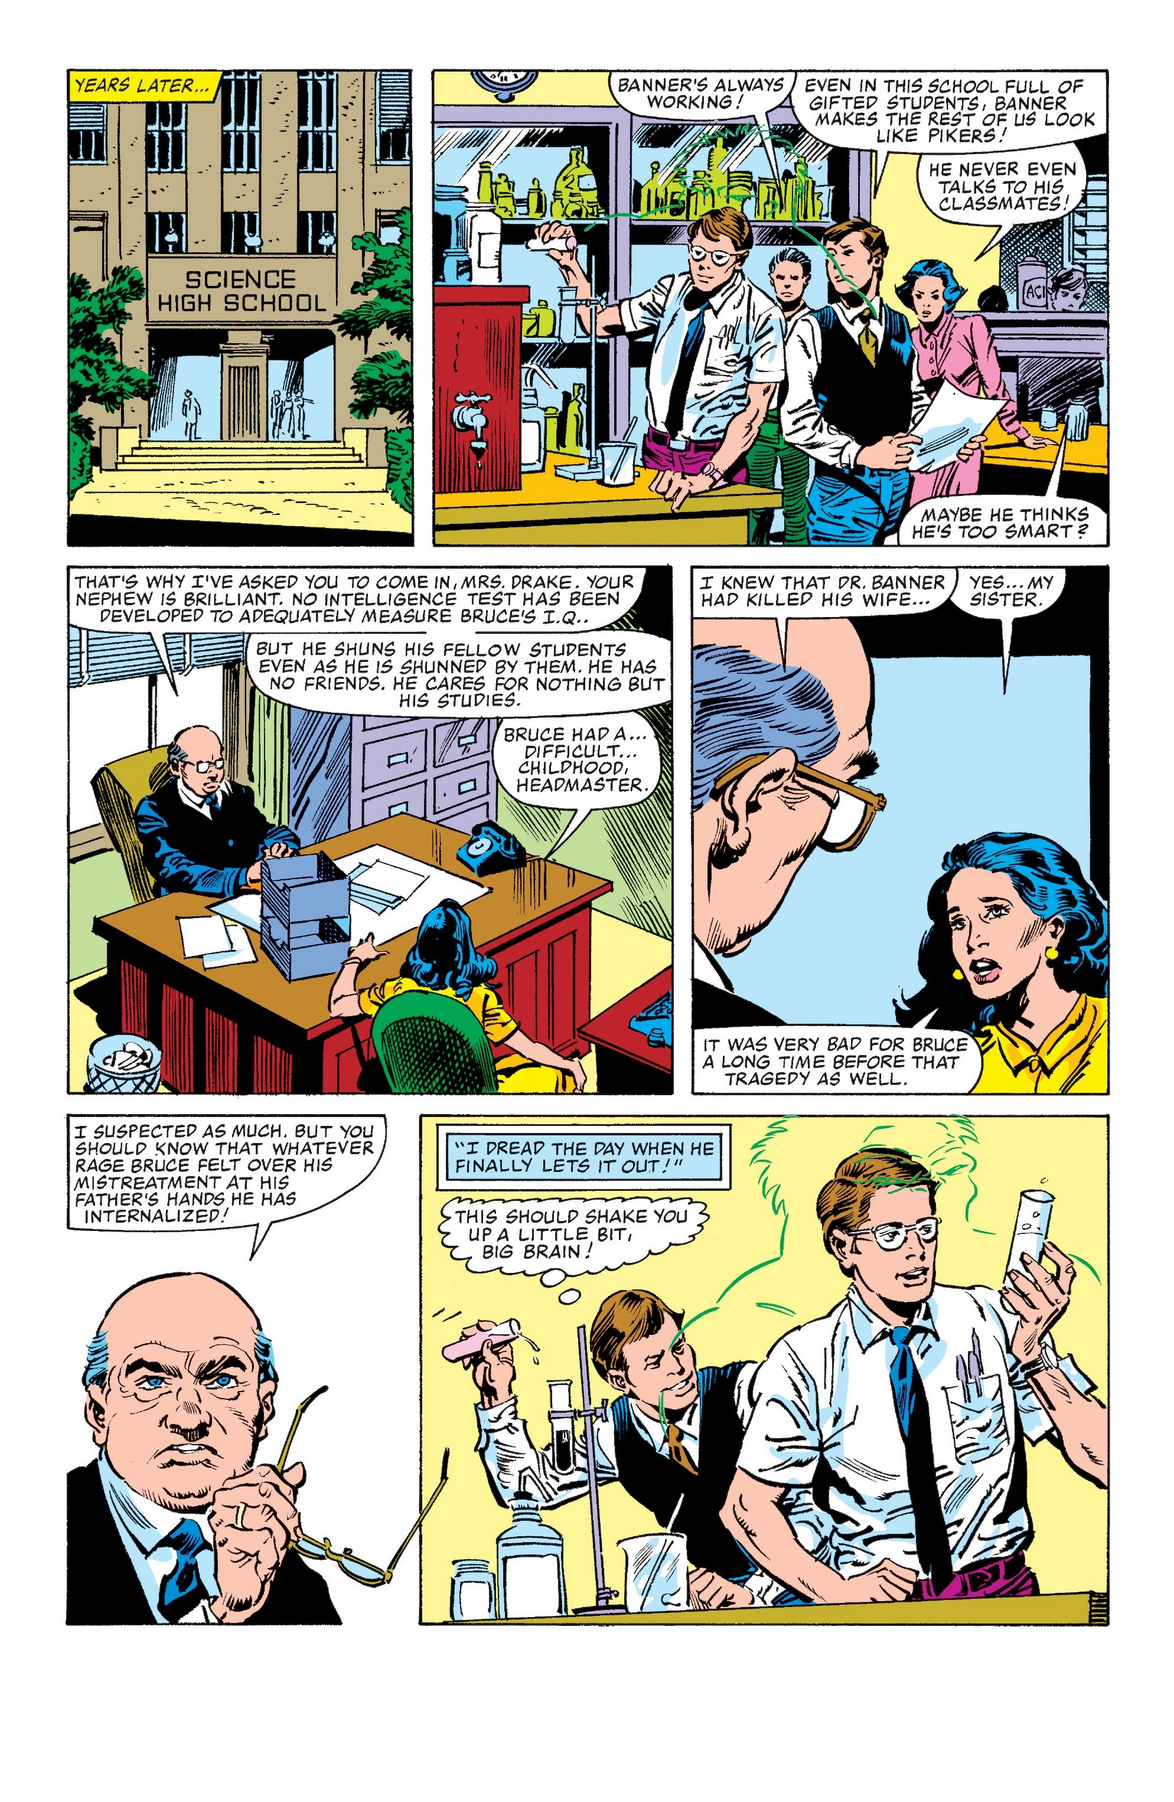 YEARS LATER...
SCIENCE
HIGH SCHOOL
BANNER'S ALWAYS
WORKING!
EVEN IN THIS SCHOOL FULL OF
GIFTED STUDENTS, BANNER
MAKES THE REST OF US LOOK
LIKE PIKERS!
HE NEVER EVEN
TALKS TO HIS
CLASSMATES!
MAYBE HE THINKS
HE'S TOO SMART?
THAT'S WHY I'VE ASKED YOU TO COME IN, MRS. DRAKE. YOUR
NEPHEW IS BRILLIANT. NO INTELLIGENCE TEST HAS BEEN
DEVELOPED TO ADEQUATELY MEASURE BRUCE'S I.Q..
BUT HE SHUNS HIS FELLOW STUDENTS
EVEN AS HE IS SHUNNED BY THEM. HE HAS
NO FRIENDS. HE CARES FOR NOTHING BUT
HIS STUDIES.
BRUCE HAD A...
DIFFICULT...
CHILDHOOD,
HEADMASTER.
I KNEW THAT DR. BANNER
HAD KILLED HIS WIFE...
YES... MY
SISTER.
IT WAS VERY BAD FOR BRUCE
A LONG TIME BEFORE THAT
TRAGEDY AS WELL.
I SUSPECTED AS MUCH. BUT YOU
SHOULD KNOW THAT WHATEVER
RAGE BRUCE FELT OVER HIS
MISTREATMENT AT HIS
FATHER'S HANDS HE HAS
INTERNALIZED!
"I DREAD THE DAY WHEN HE
FINALLY LETS IT OUT!"
THIS SHOULD SHAKE YOU
UP A LITTLE BIT,
BIG BRAIN!